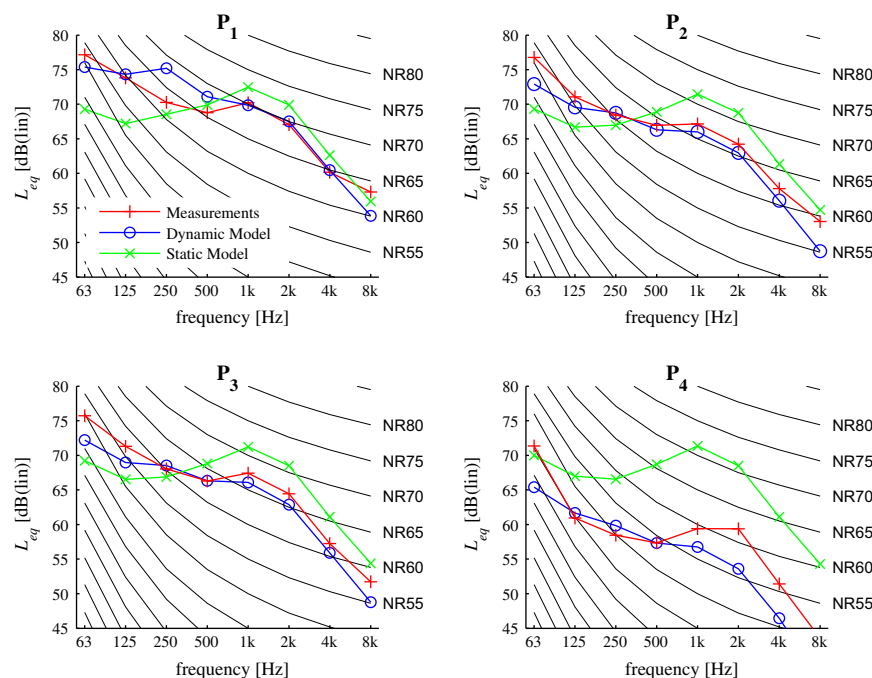 P1
80
75
70
65
60
55
50
45
Leq [dB(lin)]
NR80
NR75
NR70
NR65
NR60
NR55
Measurements
Dynamic Model
Static Model
63 125 250 500 1k 2k 4k 8k
frequency [Hz]
P2
80
75
70
65
60
55
50
45
Leq [dB(lin)]
NR80
NR75
NR70
NR65
NR60
NR55
63 125 250 500 1k 2k 4k 8k
frequency [Hz]
P3
80
75
70
65
60
55
50
45
Leq [dB(lin)]
NR80
NR75
NR70
NR65
NR60
NR55
63 125 250 500 1k 2k 4k 8k
frequency [Hz]
P4
80
75
70
65
60
55
50
45
Leq [dB(lin)]
NR80
NR75
NR70
NR65
NR60
NR55
63 125 250 500 1k 2k 4k 8k
frequency [Hz]